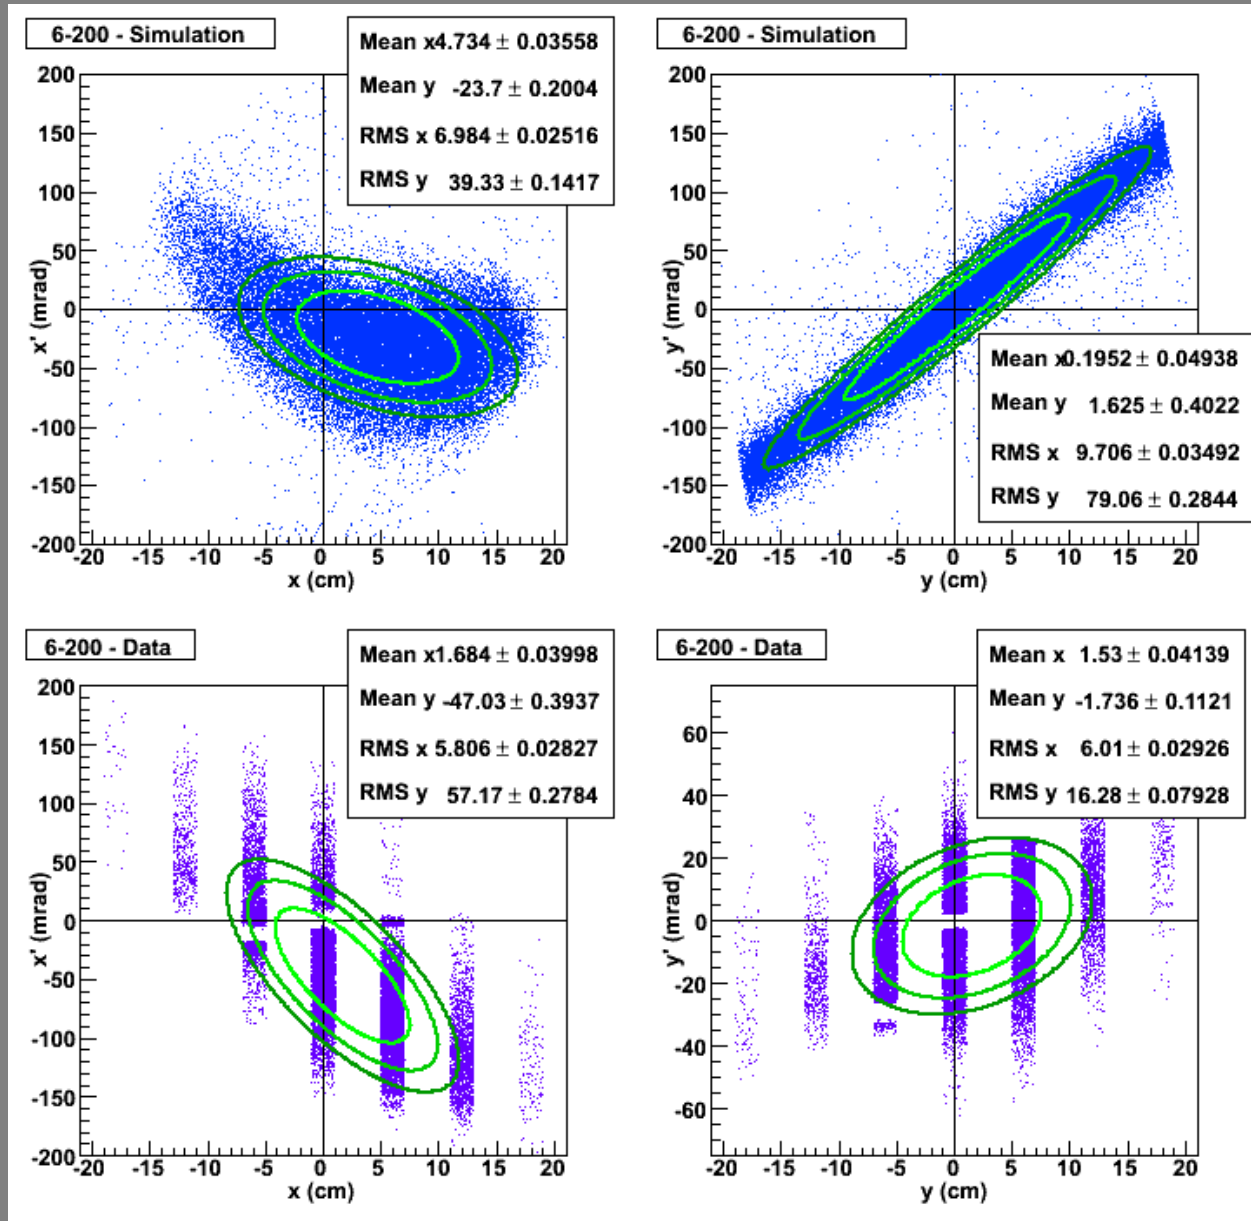 6-200 - Simulation
Mean x4.734 ± 0.03558
Mean y -23.7 ± 0.2004
RMS x 6.984 ± 0.02516
RMS y 39.33 ± 0.1417
200
150
100
50
0
-50
-100
-150
-200
x' (mrad)
-20 -15 -10 -5 0 5 10 15 20
x (cm)
6-200 - Simulation
200
150
100
50
0
-50
-100
-150
-200
y' (mrad)
Mean x0.1952 ± 0.04938
Mean y 1.625 ± 0.4022
RMS x 9.706 ± 0.03492
RMS y 79.06 ± 0.2844
-20 -15 -10 -5 0 5 10 15 20
y (cm)
6-200 - Data
Mean x1.684 ± 0.03998
Mean y -47.03 ± 0.3937
RMS x 5.806 ± 0.02827
RMS y 57.17 ± 0.2784
200
150
100
50
0
-50
-100
-150
-200
x' (mrad)
-20 -15 -10 -5 0 5 10 15 20
x (cm)
6-200 - Data
Mean x 1.53 ± 0.04139
Mean y -1.736 ± 0.1121
RMS x 6.01 ± 0.02926
RMS y 16.28 ± 0.07928
60
40
20
0
-20
-40
-60
y' (mrad)
-20 -15 -10 -5 0 5 10 15 20
y (cm)